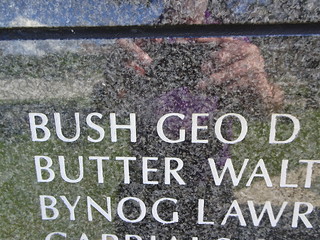 BUSH GEO D
BUTTER WALT
BYNOG LAWR